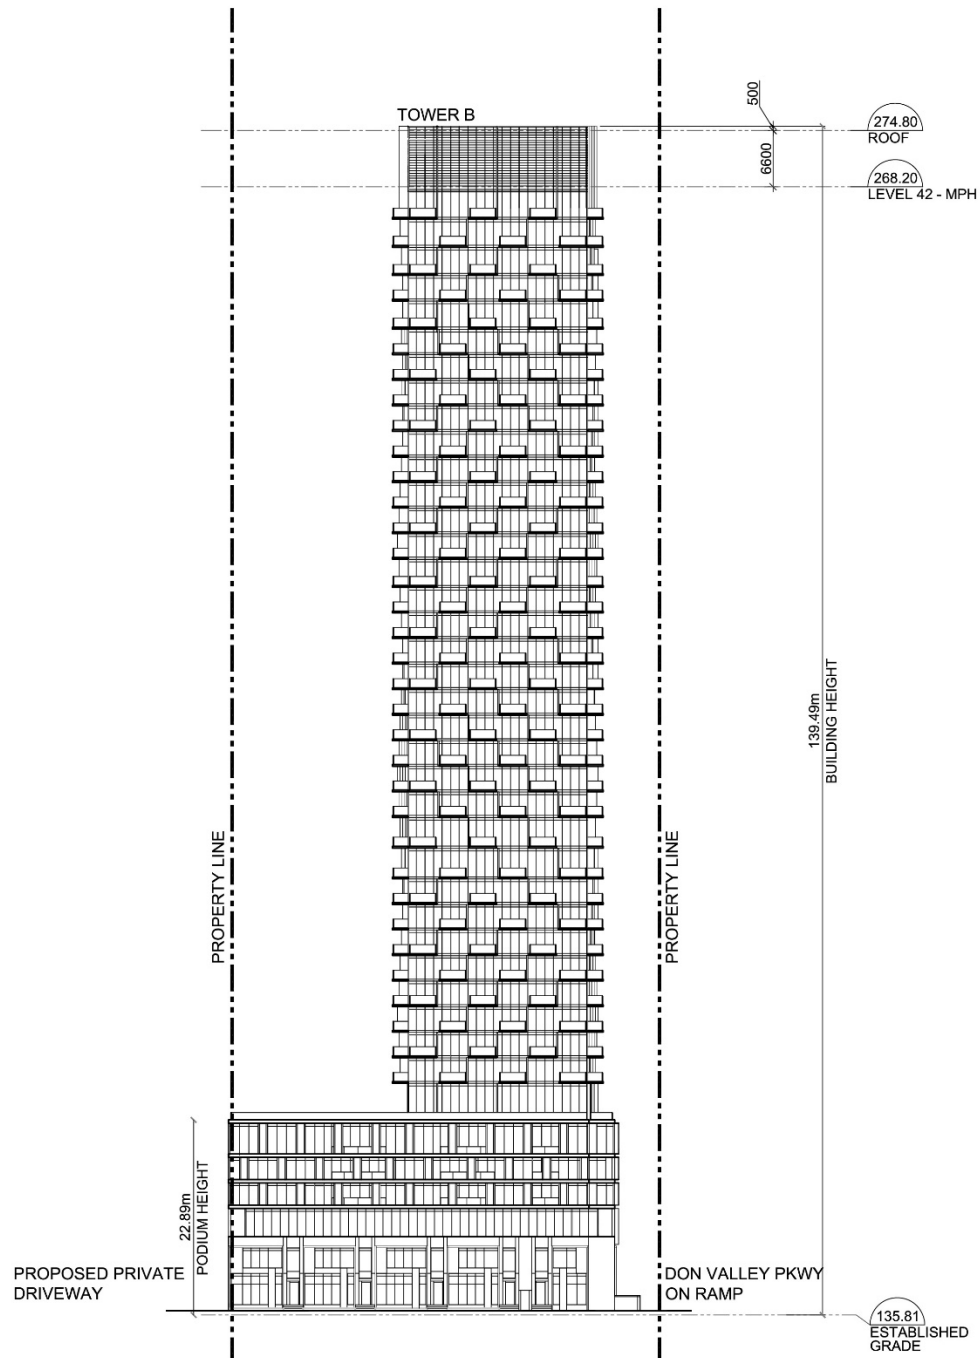 TOWER B
500
6600
274.80
ROOF
268.20
LEVEL 42 - MPH
139.49m
BUILDING HEIGHT
PROPERTY LINE
PROPERTY LINE
22.89m
PODIUM HEIGHT
PROPOSED PRIVATE
DRIVEWAY
DON VALLEY PKWY
ON RAMP
135.81
ESTABLISHED
GRADE